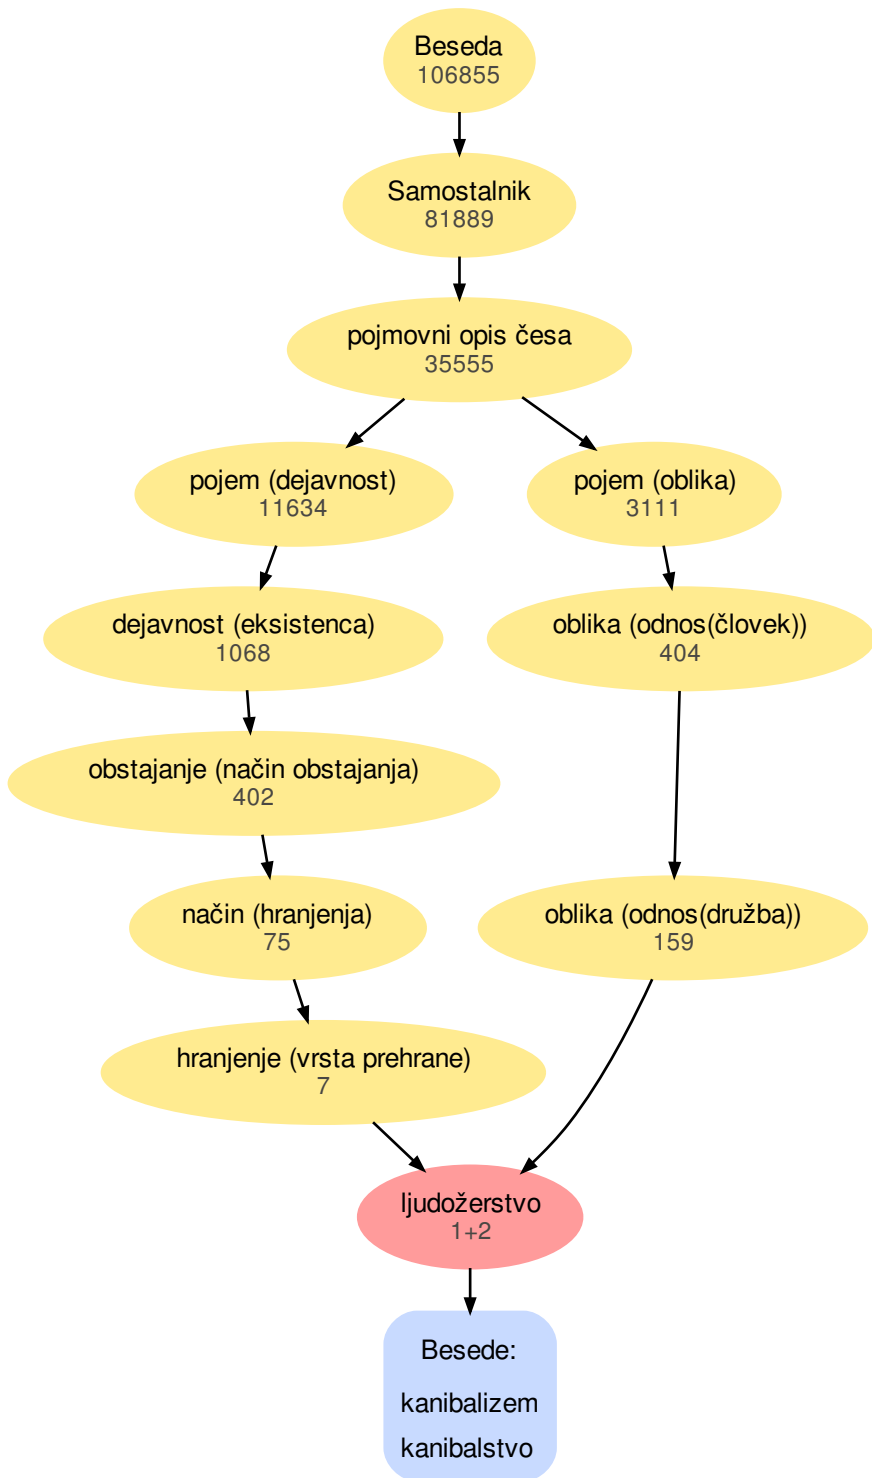 Beseda
106855
Samostalnik
81889
pojmovni opis česa
35555
pojem (dejavnost)
11634
pojem (oblika)
3111
dejavnost (eksistenca)
1068
oblika (odnos(človek))
404
obstajanje (način obstajanja)
402
način (hranjenja)
75
oblika (odnos(družba))
159
hranjenje (vrsta prehrane)
7
ljudožerstvo
1+2
Besede:
kanibalizem
kanibalstvo